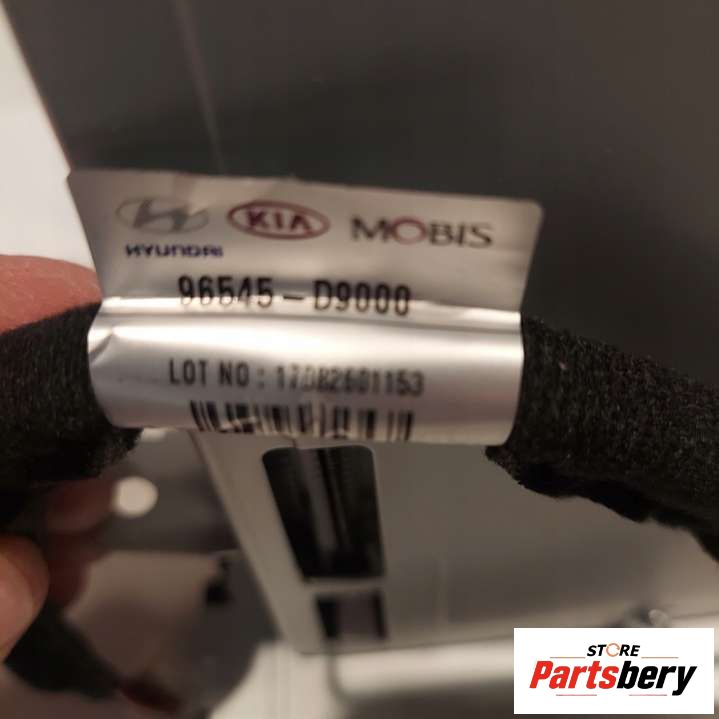 HYUNDAI KIA MOBIS
96545-D9000
LOT NO : 17082601153
STORE
Partsbery